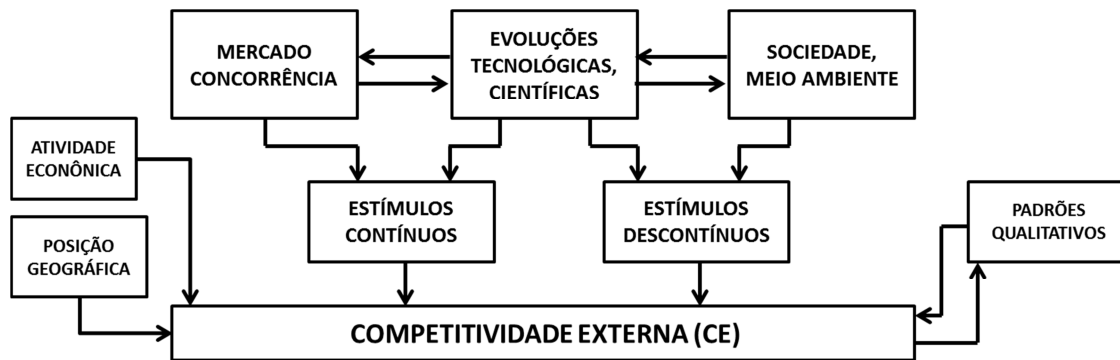 MERCADO
CONCORRÊNCIA
EVOLUÇÕES
TECNOLÓGICAS,
CIENTÍFICAS
SOCIEDADE,
MEIO AMBIENTE
ATIVIDADE
ECONÔNICA
POSIÇÃO
GEOGRÁFICA
ESTÍMULOS
CONTÍNUOS
ESTÍMULOS
DESCONTÍNUOS
PADRÕES
QUALITATIVOS
COMPETITIVIDADE EXTERNA (CE)